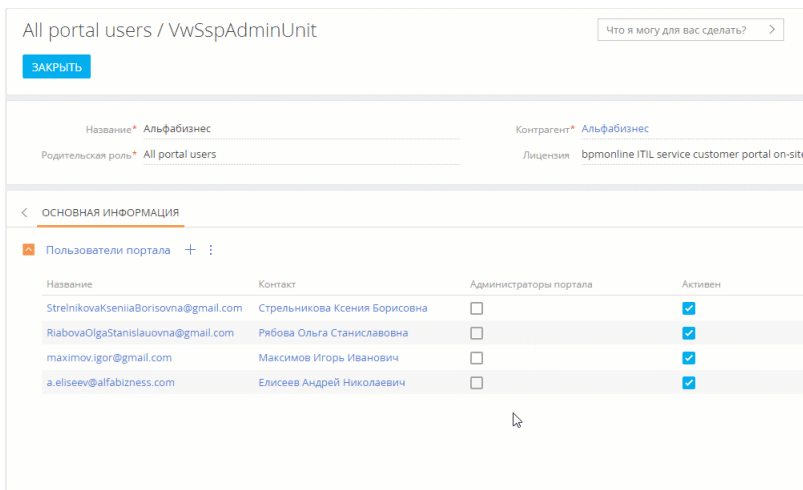 All portal users / VwSspAdminUnit
Что я могу для вас сделать?
ЗАКРЫТЬ
Название* Альфабизнес
Контрагент* Альфабизнес
Родительская роль* All portal users
Лицензия bpmonline ITIL service customer portal on-site
ОСНОВНАЯ ИНФОРМАЦИЯ
Пользователи портала
Название Контакт Администраторы портала Активен
StrelnikovaKseniiaBorisovna@gmail.com Стрельникова Ксения Борисовна
RiabovaOlgaStanislauovna@gmail.com Рябова Ольга Станиславовна
maximov.igor@gmail.com Максимов Игорь Иванович
a.eliseev@alfabizness.com Елисеев Андрей Николаевич